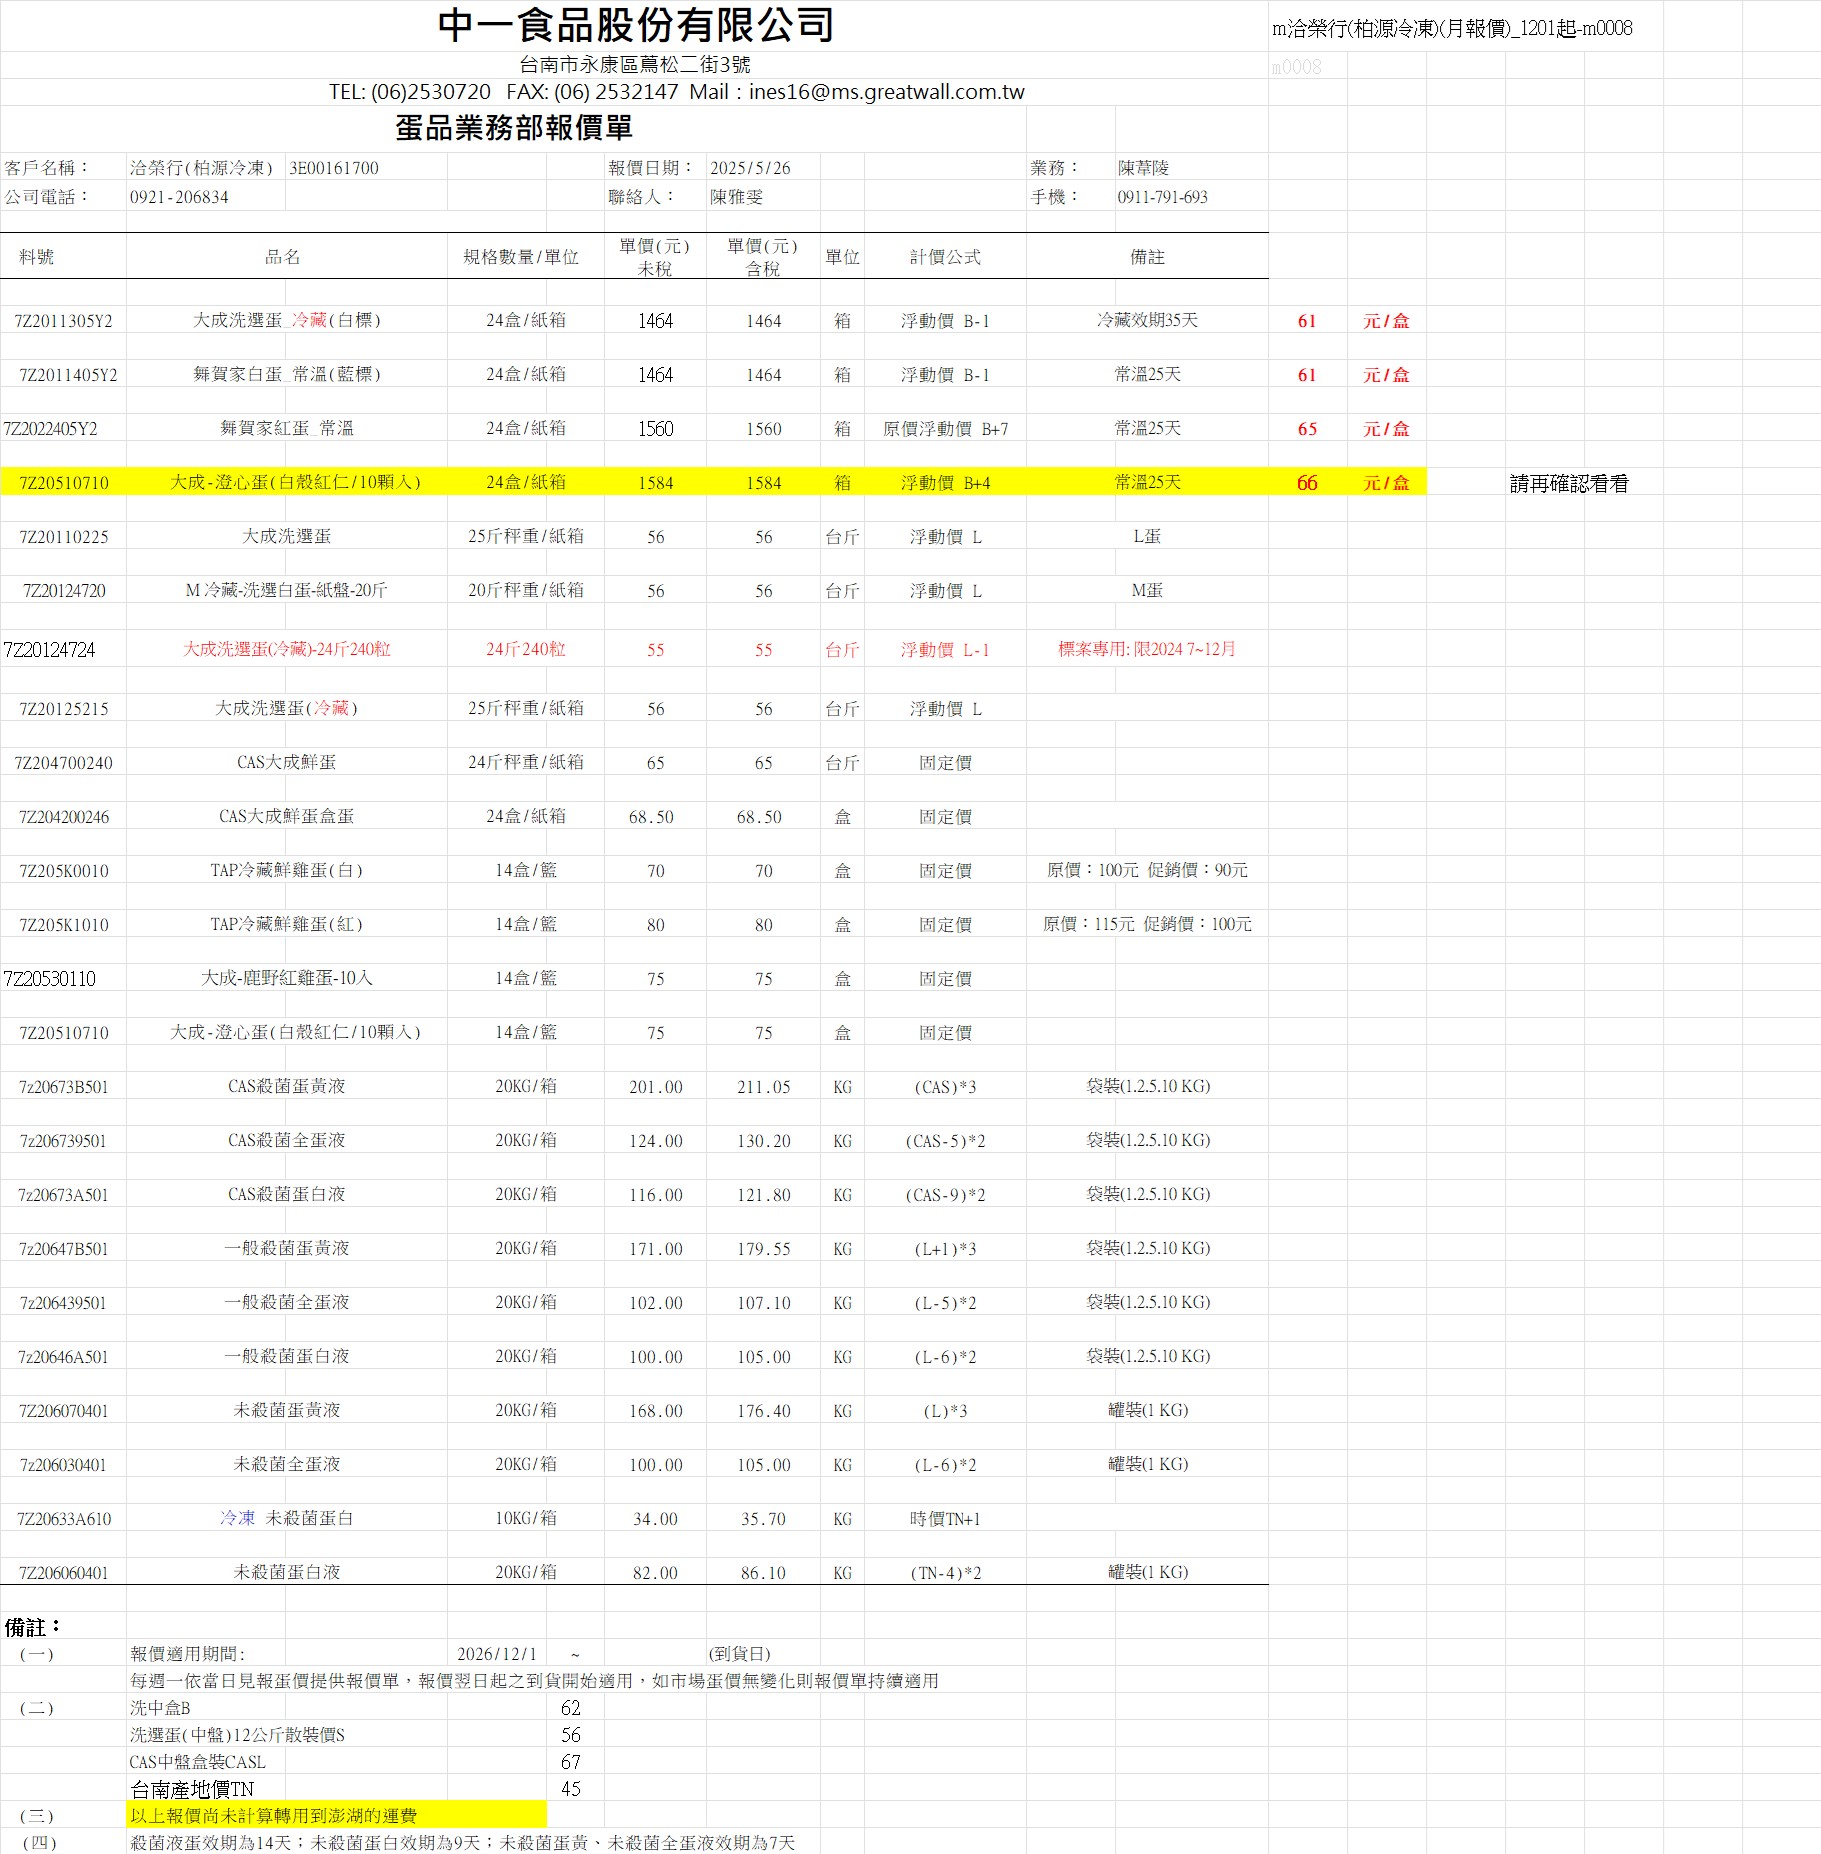 中一食品股份有限公司 m洽榮行(柏源冷凍)(月報價)_1201起-m0008
台南市永康區蔦松二街3號 m0008
TEL: (06)2530720 FAX: (06) 2532147 Mail：ines16@ms.greatwall.com.tw
蛋品業務部報價單
客戶名稱： 洽榮行(柏源冷凍) 3E00161700 報價日期： 2025/5/26 業務： 陳葦陵
公司電話： 0921-206834 聯絡人： 陳雅雯 手機： 0911-791-693
料號 品名 規格數量/單位 單價(元)未稅 單價(元)含稅 單位 計價公式 備註
7Z2011305Y2 大成洗選蛋_冷藏(白標) 24盒/紙箱 1464 1464 箱 浮動價 B-1 冷藏效期35天 61 元/盒
7Z2011405Y2 舞賀家白蛋_常溫(藍標) 24盒/紙箱 1464 1464 箱 浮動價 B-1 常溫25天 61 元/盒
7Z2022405Y2 舞賀家紅蛋_常溫 24盒/紙箱 1560 1560 箱 原價浮動價 B+7 常溫25天 65 元/盒
7Z20510710 大成-澄心蛋(白殼紅仁/10顆入) 24盒/紙箱 1584 1584 箱 浮動價 B+4 常溫25天 66 元/盒 請再確認看看
7Z20110225 大成洗選蛋 25斤秤重/紙箱 56 56 台斤 浮動價 L L蛋
7Z20124720 M 冷藏-洗選白蛋-紙盤-20斤 20斤秤重/紙箱 56 56 台斤 浮動價 L M蛋
7Z20124724 大成洗選蛋(冷藏)-24斤240粒 24斤240粒 55 55 台斤 浮動價 L-1 標案專用: 限2024 7~12月
7Z20125215 大成洗選蛋(冷藏) 25斤秤重/紙箱 56 56 台斤 浮動價 L
7Z204700240 CAS大成鮮蛋 24斤秤重/紙箱 65 65 台斤 固定價
7Z204200246 CAS大成鮮蛋盒蛋 24盒/紙箱 68.50 68.50 盒 固定價
7Z205K0010 TAP冷藏鮮雞蛋(白) 14盒/籃 70 70 盒 固定價 原價：100元 促銷價：90元
7Z205K1010 TAP冷藏鮮雞蛋(紅) 14盒/籃 80 80 盒 固定價 原價：115元 促銷價：100元
7Z20530110 大成-鹿野紅雞蛋-10入 14盒/籃 75 75 盒 固定價
7Z20510710 大成-澄心蛋(白殼紅仁/10顆入) 14盒/籃 75 75 盒 固定價
7z20673B501 CAS殺菌蛋黃液 20KG/箱 201.00 211.05 KG (CAS)*3 袋裝(1.2.5.10 KG)
7z206739501 CAS殺菌全蛋液 20KG/箱 124.00 130.20 KG (CAS-5)*2 袋裝(1.2.5.10 KG)
7z20673A501 CAS殺菌蛋白液 20KG/箱 116.00 121.80 KG (CAS-9)*2 袋裝(1.2.5.10 KG)
7z20647B501 一般殺菌蛋黃液 20KG/箱 171.00 179.55 KG (L+1)*3 袋裝(1.2.5.10 KG)
7z206439501 一般殺菌全蛋液 20KG/箱 102.00 107.10 KG (L-5)*2 袋裝(1.2.5.10 KG)
7z20646A501 一般殺菌蛋白液 20KG/箱 100.00 105.00 KG (L-6)*2 袋裝(1.2.5.10 KG)
7Z206070401 未殺菌蛋黃液 20KG/箱 168.00 176.40 KG (L)*3 罐裝(1 KG)
7z206030401 未殺菌全蛋液 20KG/箱 100.00 105.00 KG (L-6)*2 罐裝(1 KG)
7Z20633A610 冷凍 未殺菌蛋白 10KG/箱 34.00 35.70 KG 時價TN+1
7Z206060401 未殺菌蛋白液 20KG/箱 82.00 86.10 KG (TN-4)*2 罐裝(1 KG)
備註：
(一) 報價適用期間: 2026/12/1 ~ (到貨日)
每週一依當日見報蛋價提供報價單，報價翌日起之到貨開始適用，如市場蛋價無變化則報價單持續適用
(二) 洗中盒B 62
洗選蛋(中盤)12公斤散裝價S 56
CAS中盤盒裝CASL 67
台南產地價TN 45
(三) 以上報價尚未計算轉用到澎湖的運費
(四) 殺菌液蛋效期為14天；未殺菌蛋白效期為9天；未殺菌蛋黃、未殺菌全蛋液效期為7天